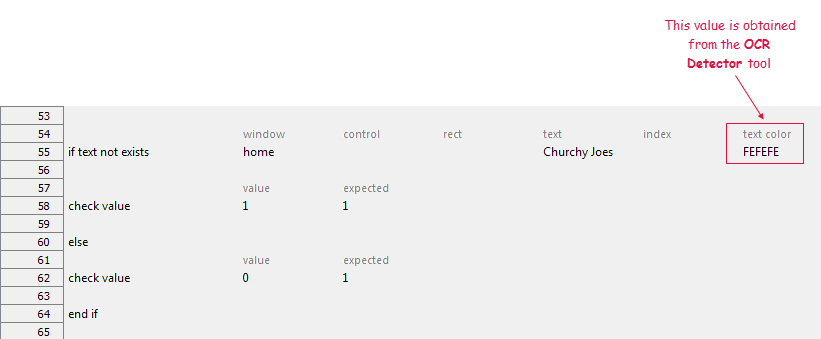 This value is obtained
from the OCR
Detector tool
53
54 window control rect text index text color
55 if text not exists home Churchy Joes FEFEFE
56
57 value expected
58 check value 1 1
59
60 else
61 value expected
62 check value 0 1
63
64 end if
65